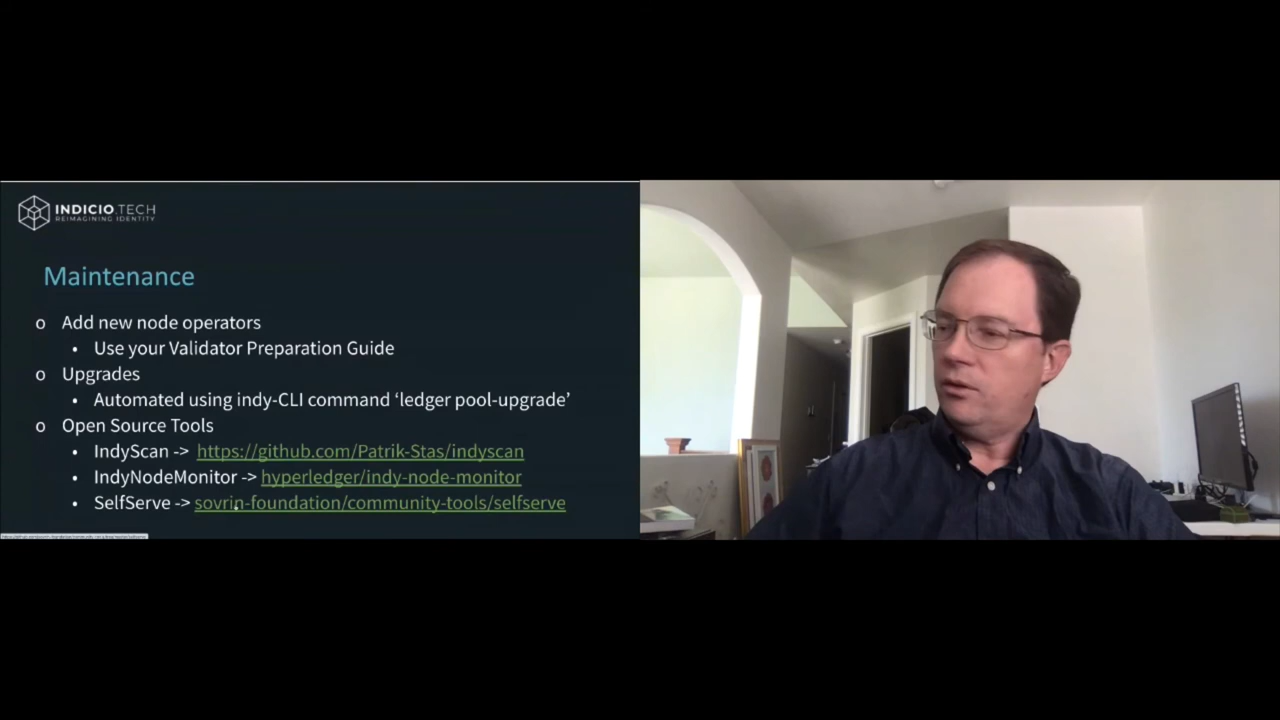 INDICIO.TECH
REIMAGINING IDENTITY
Maintenance
o Add new node operators
• Use your Validator Preparation Guide
o Upgrades
• Automated using indy-CLI command ‘ledger pool-upgrade’
o Open Source Tools
• IndyScan -> https://github.com/Patrik-Stas/indyscan
• IndyNodeMonitor -> hyperledger/indy-node-monitor
• SelfServe -> sovrin-foundation/community-tools/selfserve